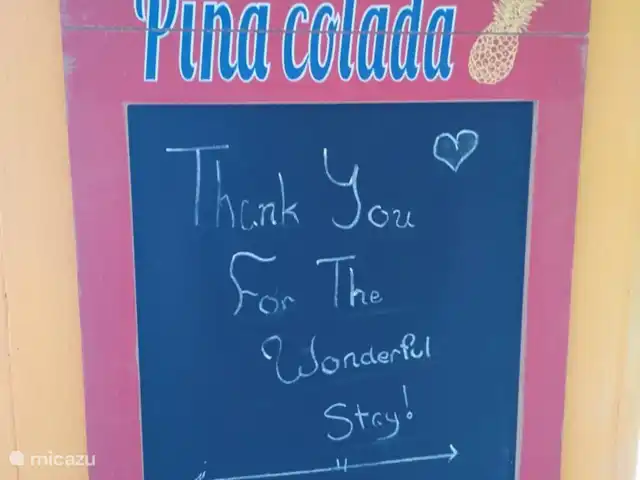 Pina colada
Thank You
For The
Wonderful
Stay!
micazu